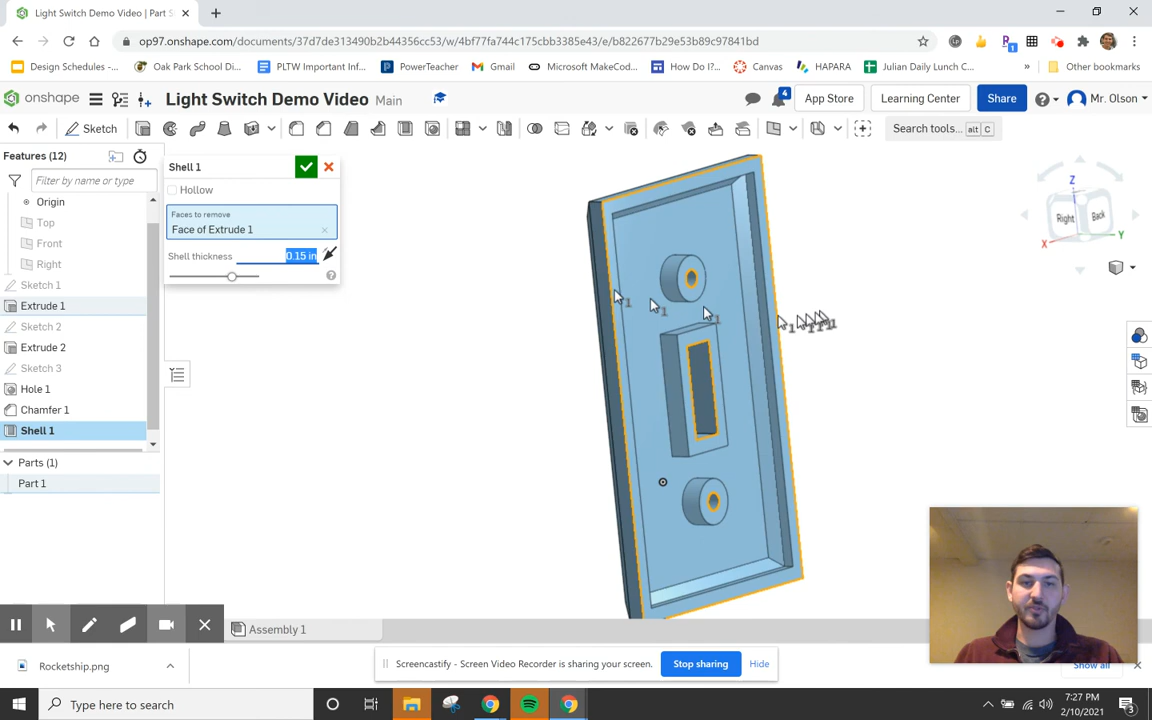 Light Switch Demo Video | Part S
op97.onshape.com/documents/37d7de313490b2b44356cc53/w/4bf77fa744c175cbb3385e43/e/b822677b29e53b89c97841bd
Design Schedules -...
Oak Park School Di...
PLTW Important Inf...
PowerTeacher
Gmail
Microsoft MakeCod...
How Do I?...
Canvas
HAPARA
Julian Daily Lunch C...
»
Other bookmarks
onshape
Light Switch Demo Video Main
4
App Store
Learning Center
Share
Mr. Olson
Sketch
Search tools... alt C
Features (12)
Filter by name or type
Origin
Top
Front
Right
Sketch 1
Extrude 1
Sketch 2
Extrude 2
Sketch 3
Hole 1
Chamfer 1
Shell 1
Parts (1)
Part 1
Shell 1
Hollow
Faces to remove
Face of Extrude 1
Shell thickness 0.15 in
Z
Right
Back
X
Y
Assembly 1
Rocketship.png
Screencastify - Screen Video Recorder is sharing your screen.
Stop sharing
Hide
Show all
Type here to search
7:27 PM
2/10/2021
3